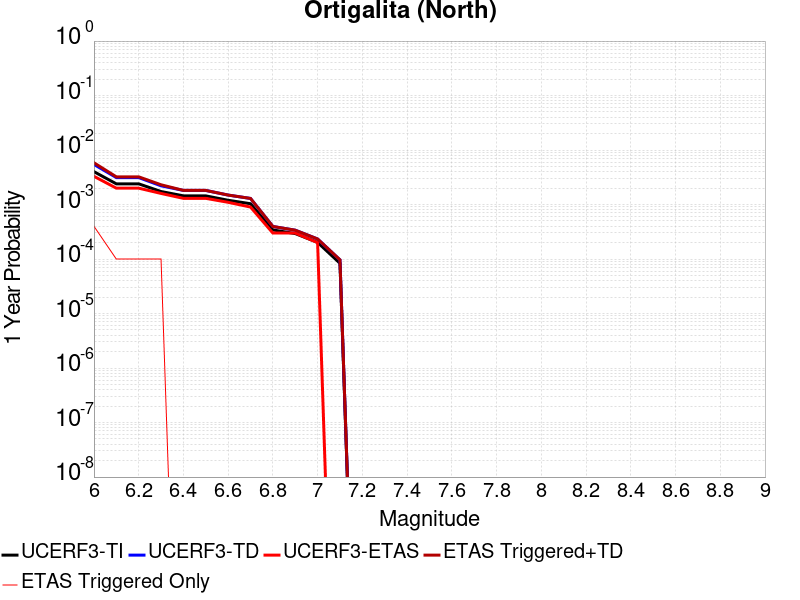 Ortigalita (North)
10^0
10^-1
10^-2
10^-3
10^-4
10^-5
10^-6
10^-7
10^-8
1 Year Probability
6 6.2 6.4 6.6 6.8 7 7.2 7.4 7.6 7.8 8 8.2 8.4 8.6 8.8 9
Magnitude
UCERF3-TI UCERF3-TD UCERF3-ETAS ETAS Triggered+TD
ETAS Triggered Only